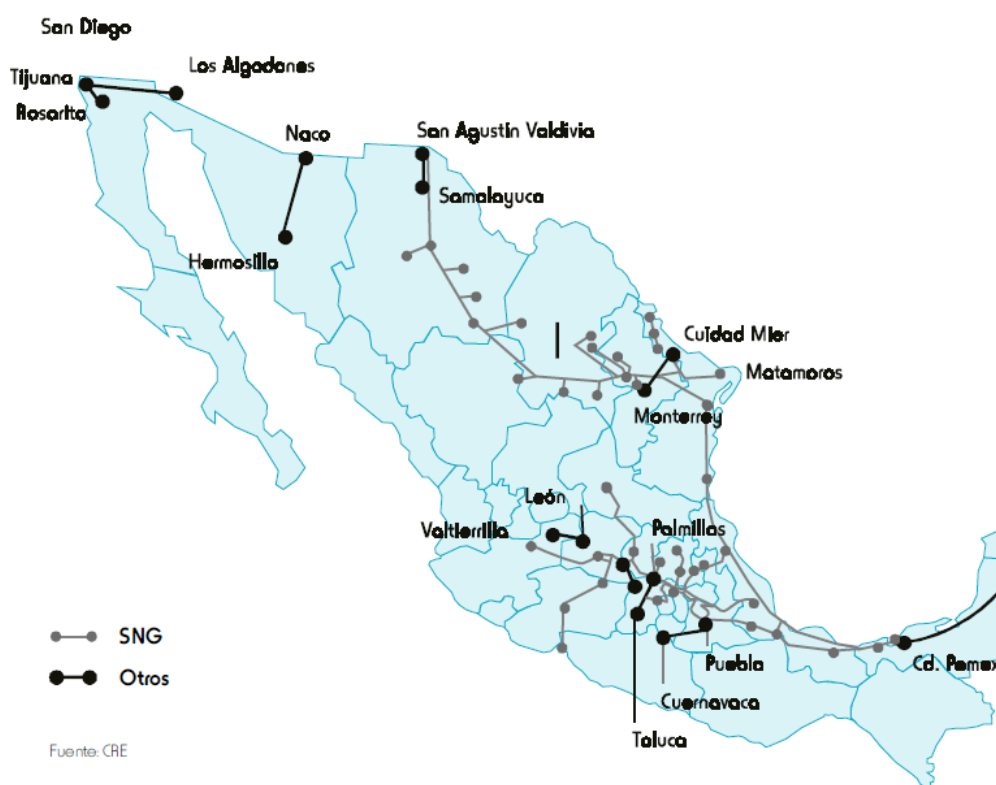 San Diego
Tijuana
Los Algodones
Rosarito
Naco
San Agustín Valdivia
Samalayuca
Hermosillo
Cuidad Mier
Matamoros
Monterrey
León
Valtierrilla
Palmillas
SNG
Otros
Puebla
Cd. Pemex
Cuernavaca
Toluca
Fuente: CRE